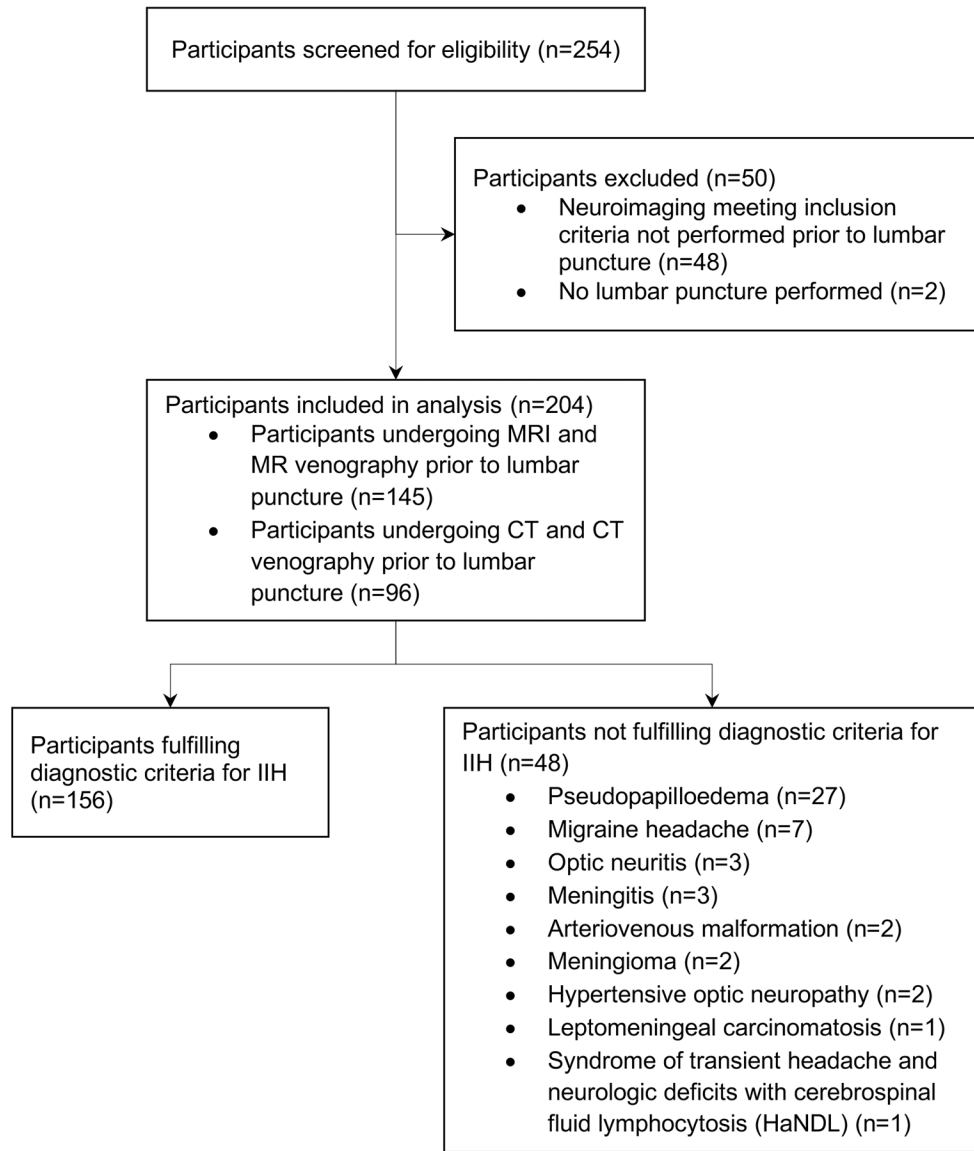 Participants screened for eligibility (n=254)
Participants excluded (n=50)
• Neuroimaging meeting inclusion
criteria not performed prior to lumbar
puncture (n=48)
• No lumbar puncture performed (n=2)
Participants included in analysis (n=204)
• Participants undergoing MRI and
MR venography prior to lumbar
puncture (n=145)
• Participants undergoing CT and CT
venography prior to lumbar
puncture (n=96)
Participants fulfilling
diagnostic criteria for IIH
(n=156)
Participants not fulfilling diagnostic criteria for
IIH (n=48)
• Pseudopapilloedema (n=27)
• Migraine headache (n=7)
• Optic neuritis (n=3)
• Meningitis (n=3)
• Arteriovenous malformation (n=2)
• Meningioma (n=2)
• Hypertensive optic neuropathy (n=2)
• Leptomeningeal carcinomatosis (n=1)
• Syndrome of transient headache and
neurologic deficits with cerebrospinal
fluid lymphocytosis (HaNDL) (n=1)